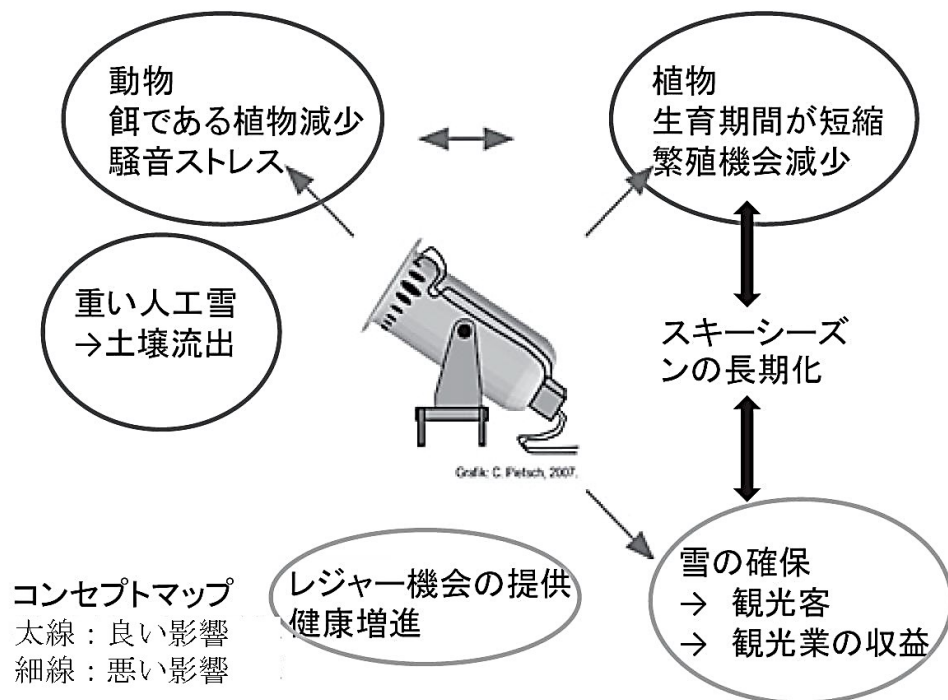 動物
餌である植物減少
騒音ストレス
植物
生育期間が短縮
繁殖機会減少
重い人工雪
→土壌流出
スキーシーズ
ンの長期化
Grafik: C. Pietsch, 2007.
雪の確保
→ 観光客
→ 観光業の収益
レジャー機会の提供
健康増進
コンセプトマップ
太線：良い影響
細線：悪い影響